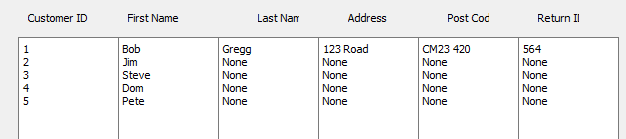 Customer ID First Name Last Nam Address Post Cod Return II
1 Bob Gregg 123 Road CM23 420 564
2 Jim None None None None
3 Steve None None None None
4 Dom None None None None
5 Pete None None None None